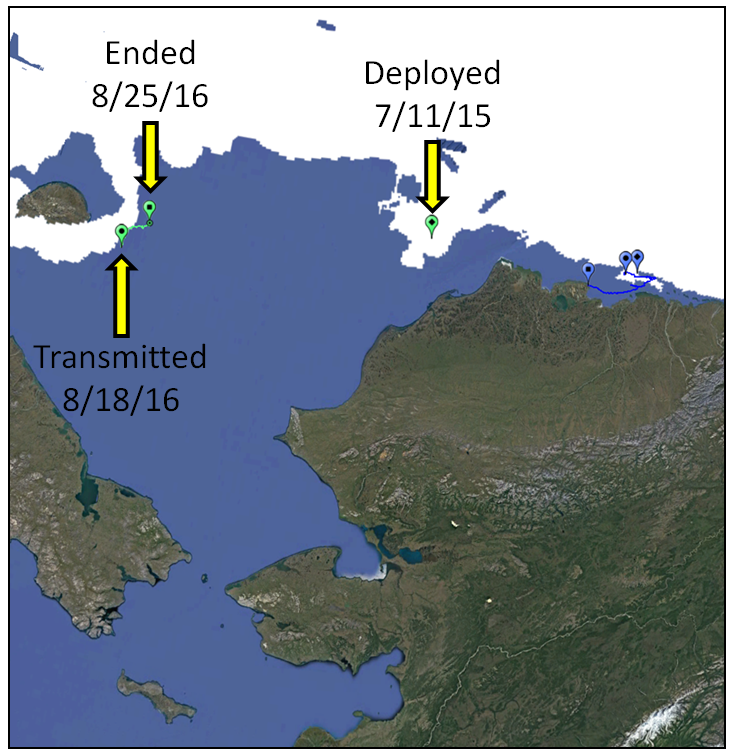 Ended
8/25/16
Deployed
7/11/15
Transmitted
8/18/16